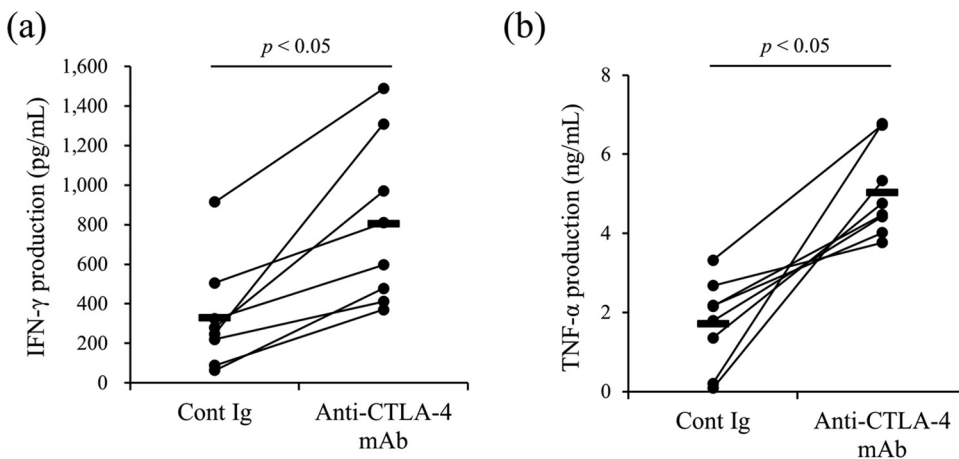 (a)
p < 0.05
IFN-γ production (pg/mL)
1,600
1,400
1,200
1,000
800
600
400
200
0
Cont Ig
Anti-CTLA-4
mAb
(b)
p < 0.05
TNF-α production (ng/mL)
8
6
4
2
0
Cont Ig
Anti-CTLA-4
mAb